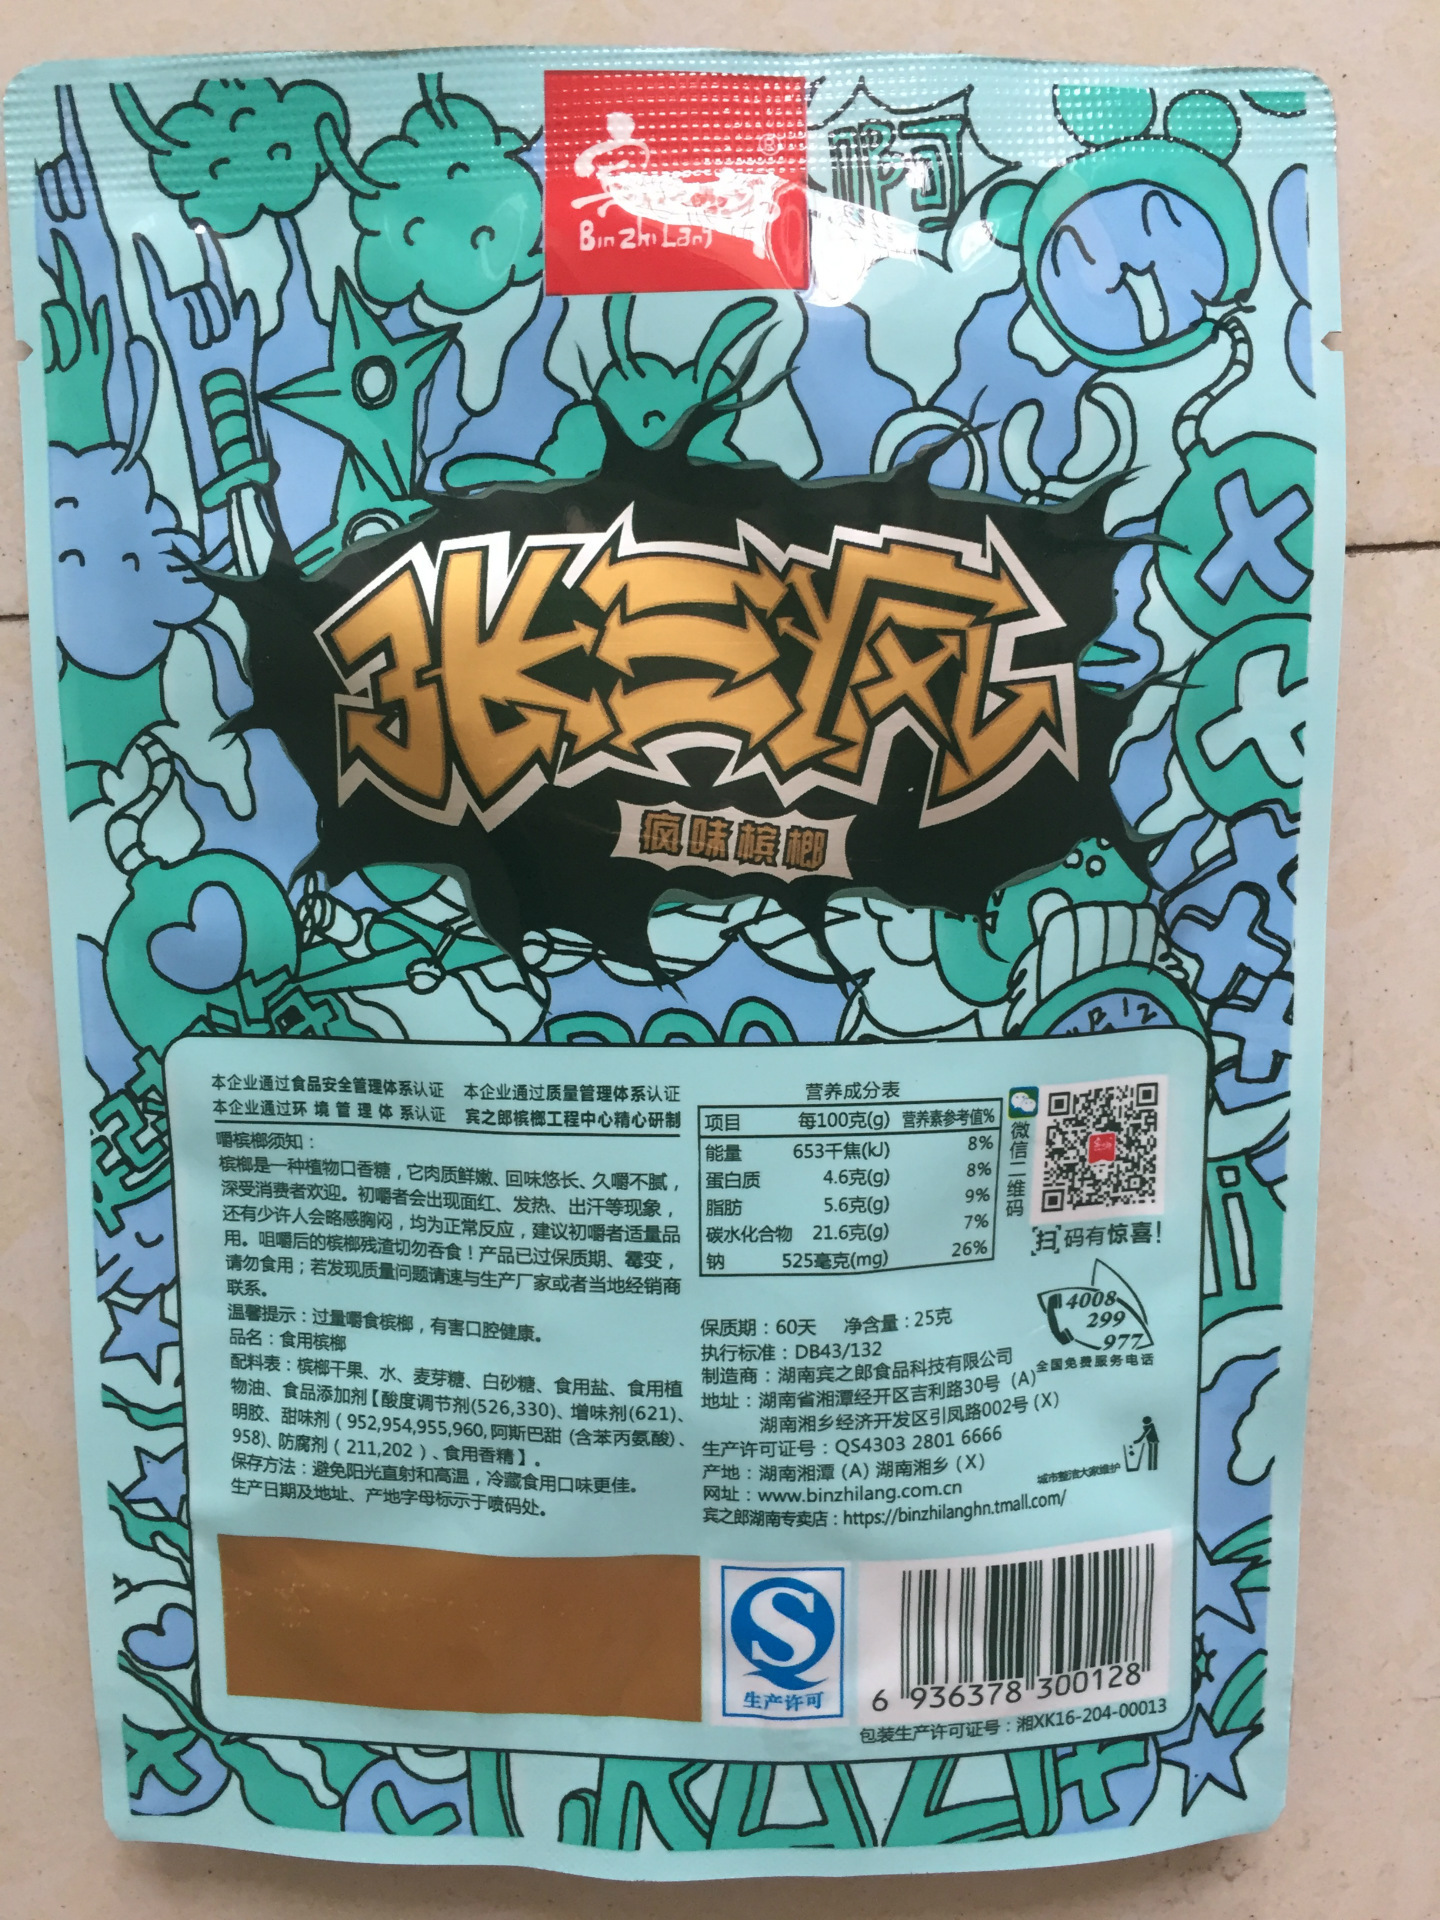 宾之郎
®
BinzhiLang
啊
张三疯
疯味槟榔
12
本企业通过食品安全管理体系认证 本企业通过质量管理体系认证
本企业通过环境管理体系认证 宾之郎槟榔工程中心精心研制
嚼槟榔须知：
槟榔是一种植物口香糖，它肉质鲜嫩、回味悠长、久嚼不腻，
深受消费者欢迎。初嚼者会出现面红、发热、出汗等现象，
还有少许人会略感胸闷，均为正常反应，建议初嚼者适量品
用。咀嚼后的槟榔残渣切勿吞食！产品已过保质期、霉变，
请勿食用；若发现质量问题请速与生产厂家或者当地经销商
联系。
温馨提示：过量嚼食槟榔，有害口腔健康。
品名：食用槟榔
配料表：槟榔干果、水、麦芽糖、白砂糖、食用盐、食用植
物油、食品添加剂【酸度调节剂(526,330)、增味剂(621)、
明胶、甜味剂（952,954,955,960,阿斯巴甜 (含苯丙氨酸)、
958)、防腐剂（211,202）、食用香精】。
保存方法：避免阳光直射和高温，冷藏食用口味更佳。
生产日期及地址、产地字母标示于喷码处。
营养成分表
项目 每100克(g) 营养素参考值%
能量 653千焦(kJ) 8%
蛋白质 4.6克(g) 8%
脂肪 5.6克(g) 9%
碳水化合物 21.6克(g) 7%
钠 525毫克(mg) 26%
微信二维码
扫码有惊喜！
4008
299
977
全国免费服务电话
保质期：60天 净含量：25克
执行标准：DB43/132
制造商：湖南宾之郎食品科技有限公司
地址：湖南省湘潭经开区吉利路30号 (A)
湖南湘乡经济开发区引凤路002号 (X)
生产许可证号：QS4303 2801 6666
产地：湖南湘潭 (A) 湖南湘乡 (X)
网址：www.binzhilang.com.cn
宾之郎湖南专卖店：https://binzhilanghn.tmall.com/
城市整洁大家维护
生产许可
6 936378 300128
包装生产许可证号：湘XK16-204-00013
CRAZY